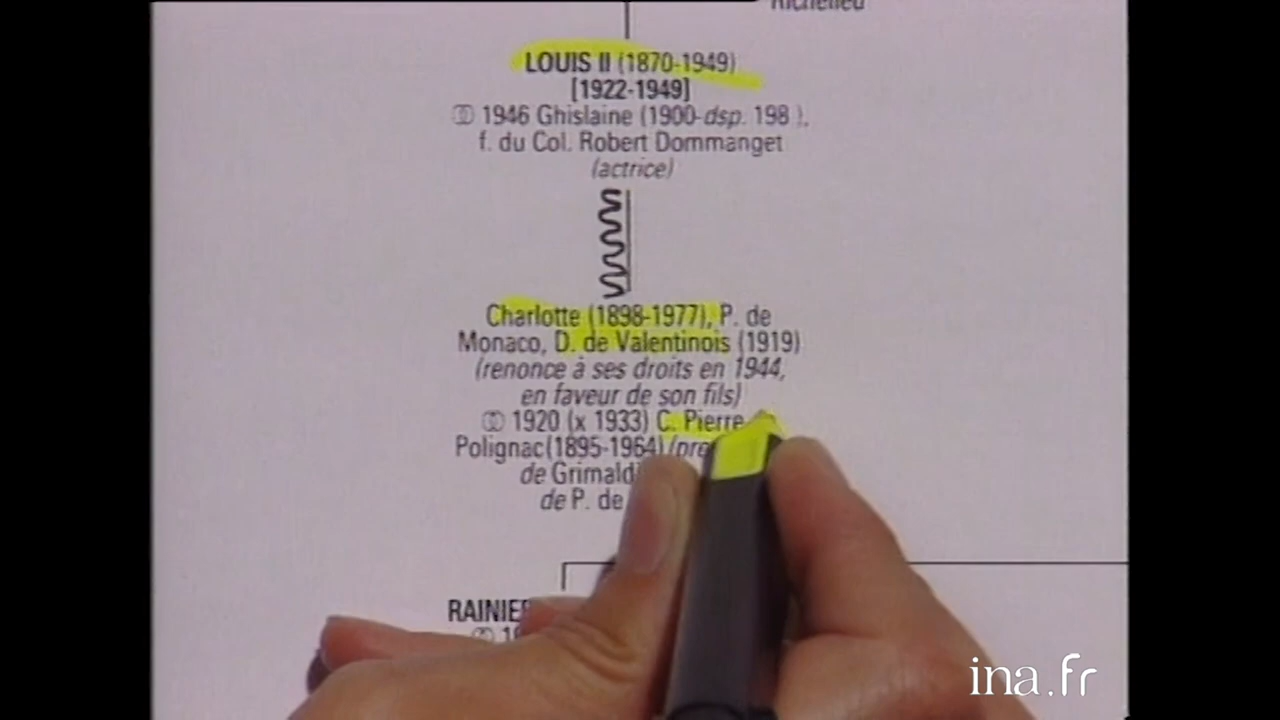 Richelieu
LOUIS II (1870-1949)
[1922-1949]
⚭ 1946 Ghislaine (1900-dsp. 198 ),
f. du Col. Robert Dommanget
(actrice)
Charlotte (1898-1977), P. de
Monaco, D. de Valentinois (1919)
(renonce à ses droits en 1944,
en faveur de son fils)
⚭ 1920 (x 1933) C. Pierre
Polignac (1895-1964)
de Grimaldi
de P. de
ina.fr